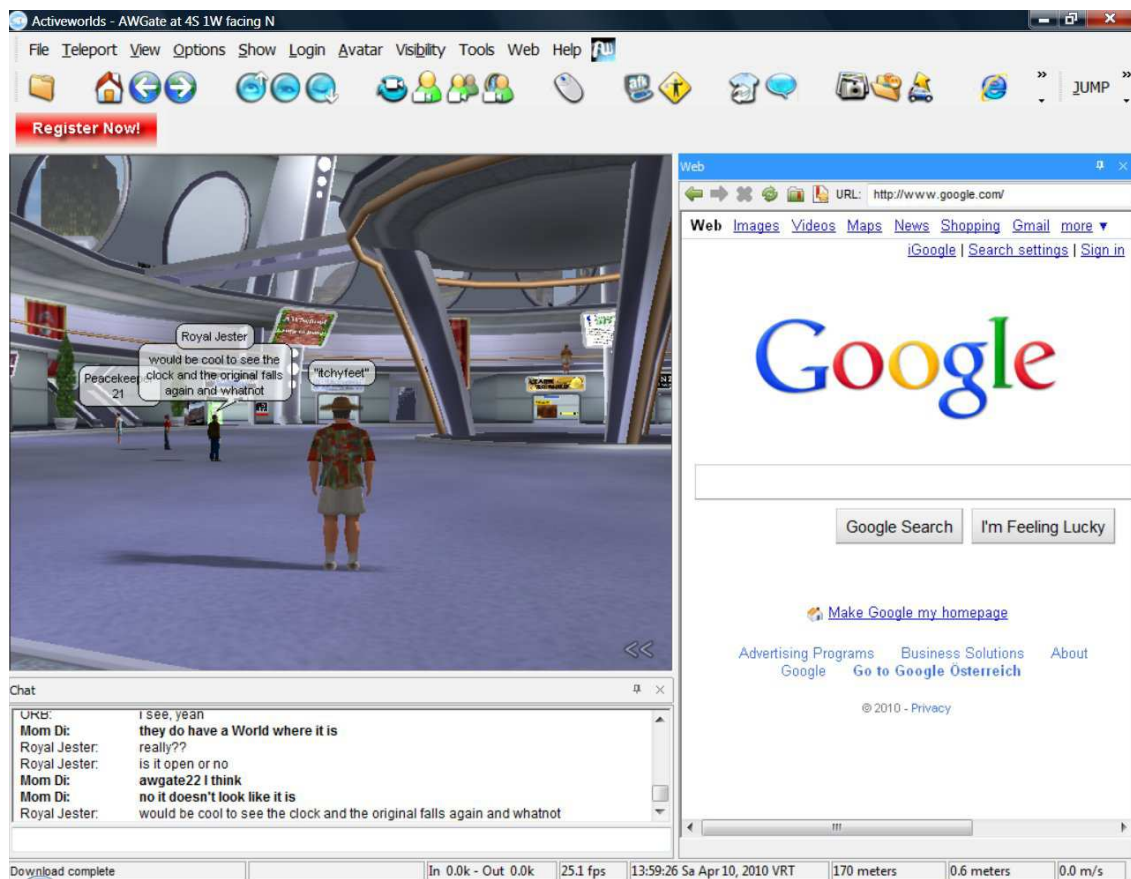 Activeworlds - AWGate at 4S 1W facing N
File Teleport View Options Show Login Avatar Visibility Tools Web Help
JUMP
Register Now!
Royal Jester
would be cool to see the
clock and the original falls
again and whatnot
Peacekeeper
21
"itchyfeet"
Web
URL: http://www.google.com/
Web Images Videos Maps News Shopping Gmail more ▼
iGoogle | Search settings | Sign in
Google
Google Search I'm Feeling Lucky
Make Google my homepage
Advertising Programs Business Solutions About
Google Go to Google Österreich
© 2010 - Privacy
Chat
URB: I see, yeah
Mom Di: they do have a World where it is
Royal Jester: really??
Royal Jester: is it open or no
Mom Di: awgate22 I think
Mom Di: no it doesn't look like it is
Royal Jester: would be cool to see the clock and the original falls again and whatnot
Download complete In 0.0k - Out 0.0k 25.1 fps 13:59:26 Sa Apr 10, 2010 VRT 170 meters 0.6 meters 0.0 m/s